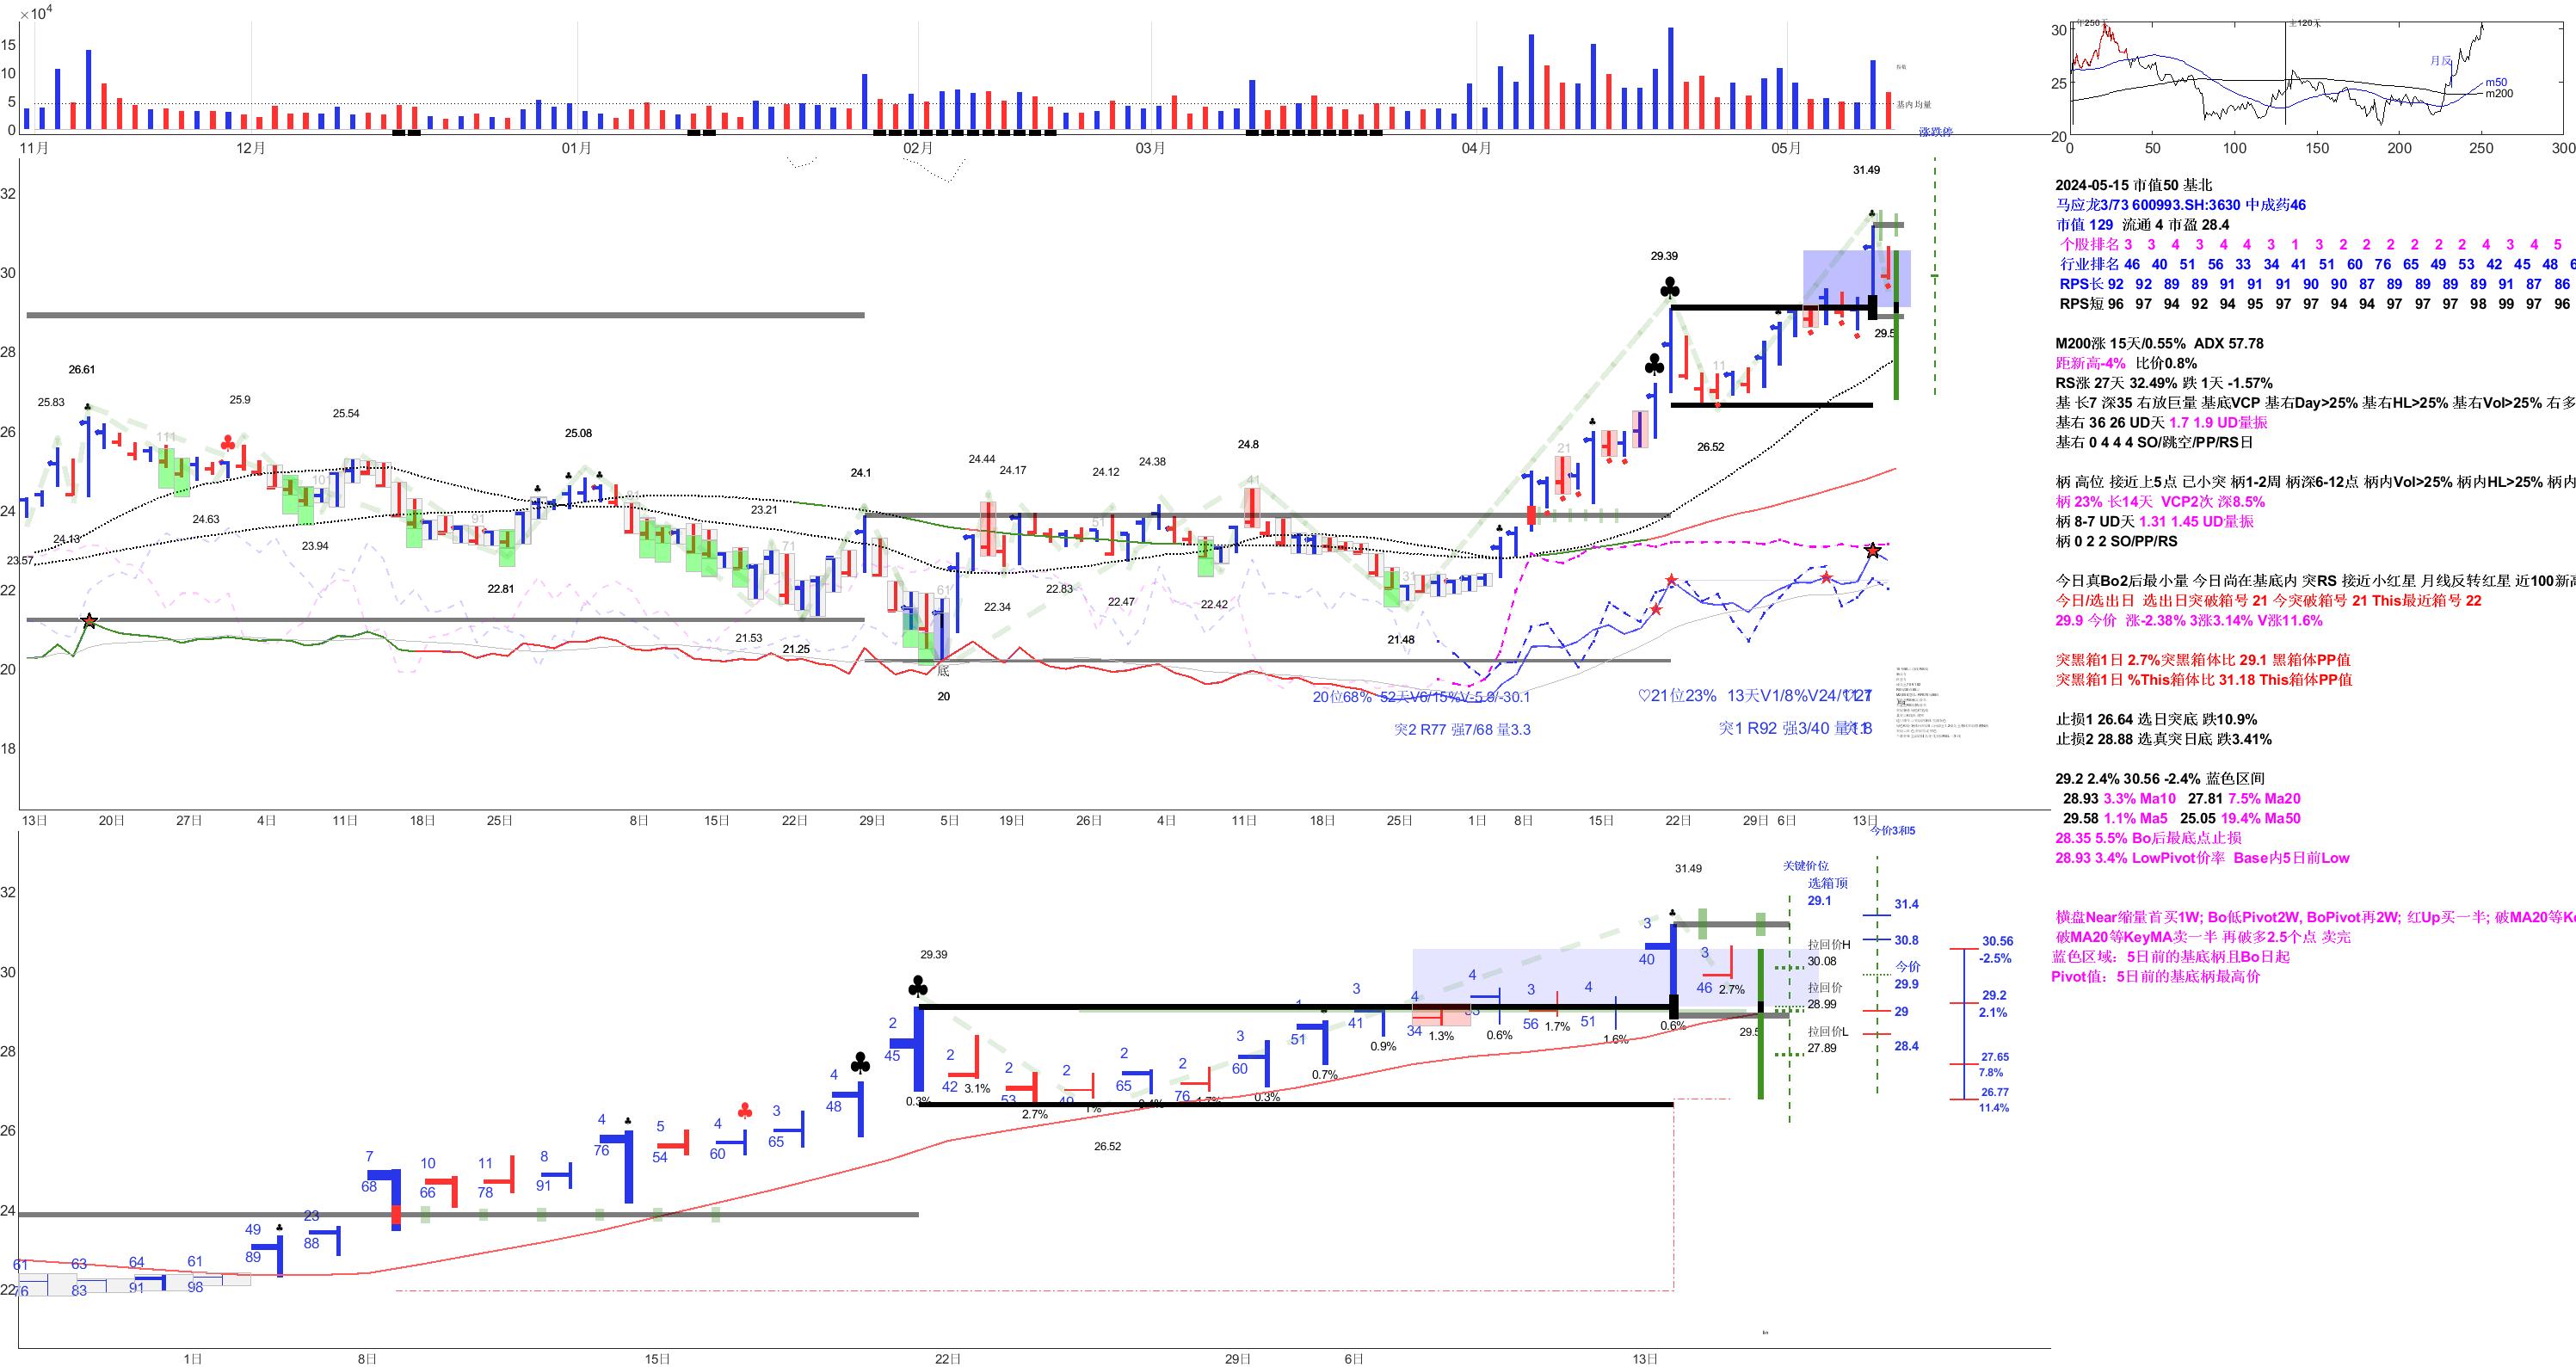 ×10⁴
15
10
5
0
基内均量
涨跌停
11月 12月 01月 02月 03月 04月 05月
30
25
20
年250天
主120天
月反
m50
m200
0 50 100 150 200 250 300
2024-05-15 市值50 基北
马应龙3/73 600993.SH:3630 中成药46
市值 129 流通 4 市盈 28.4
个股排名 3 3 4 3 4 4 3 1 3 2 2 2 2 2 2 4 3 4 5
行业排名 46 40 51 56 33 34 41 51 60 76 65 49 53 42 45 48 6
RPS长 92 92 89 89 91 91 91 90 90 87 89 89 89 89 91 87 86
RPS短 96 97 94 92 94 95 97 97 94 94 97 97 97 98 99 97 96
M200涨 15天/0.55% ADX 57.78
距新高-4% 比价0.8%
RS涨 27天 32.49% 跌 1天 -1.57%
基 长7 深35 右放巨量 基底VCP 基右Day>25% 基右HL>25% 基右Vol>25% 右多
基右 36 26 UD天 1.7 1.9 UD量振
基右 0 4 4 4 SO/跳空/PP/RS日
柄 高位 接近上5点 已小突 柄1-2周 柄深6-12点 柄内Vol>25% 柄内HL>25% 柄内
柄 23% 长14天 VCP2次 深8.5%
柄 8-7 UD天 1.31 1.45 UD量振
柄 0 2 2 SO/PP/RS
今日真Bo2后最小量 今日尚在基底内 突RS 接近小红星 月线反转红星 近100新高
今日/选出日 选出日突破箱号 21 今突破箱号 21 This最近箱号 22
29.9 今价 涨-2.38% 3涨3.14% V涨11.6%
突黑箱1日 2.7%突黑箱体比 29.1 黑箱体PP值
突黑箱1日 %This箱体比 31.18 This箱体PP值
止损1 26.64 选日突底 跌10.9%
止损2 28.88 选真突日底 跌3.41%
29.2 2.4% 30.56 -2.4% 蓝色区间
28.93 3.3% Ma10 27.81 7.5% Ma20
29.58 1.1% Ma5 25.05 19.4% Ma50
28.35 5.5% Bo后最底点止损
28.93 3.4% LowPivot价率 Base内5日前Low
横盘Near缩量首买1W; Bo低Pivot2W, BoPivot再2W; 红Up买一半; 破MA20等Ke
破MA20等KeyMA卖一半 再破多2.5个点 卖完
蓝色区域：5日前的基底柄且Bo日起
Pivot值：5日前的基底柄最高价
32
30
28
26
24
22
20
18
31.49
29.39
26.61
25.83
25.9
25.54
25.08
24.8
24.1
24.44
24.17
24.12
24.38
24.63
24.13
23.57
23.94
23.21
22.81
22.34
22.83
22.47
22.42
21.53
21.25
21.48
26.52
29.5
111
101
91
81
71
61
51
41
31
21
11
底
20
20位68% 52天V6/15%V-5.9/-30.1
突2 R77 强7/68 量3.3
♡21位23% 13天V1/8%V24/
突1 R92 强3/40
13日 20日 27日 4日 11日 18日 25日 8日 15日 22日 29日 5日 19日 26日 4日 11日 18日 25日 1日 8日 15日 22日 29日 6日 13日
今价3和5
32
30
28
26
24
22
31.49
29.39
26.52
29.5
61 63 64 61 49 23 7 10 11 8 4 5 4 3 4 2 2 2 2 2 2 3 1 3 4 4 3 4 3 3
76 83 91 98 89 88 68 66 78 91 76 54 60 65 48 45 42 53 49 65 76 60 51 41 34 33 56 51 40 46
0.3% 3.1% 2.7% 1% 0.4% 1.7% 0.3% 0.7% 0.9% 1.3% 0.6% 1.7% 1.6% 0.6% 2.7%
关键价位
选箱顶
29.1
拉回价H
30.08
拉回价
28.99
拉回价L
27.89
31.4
30.8
今价
29.9
29
28.4
30.56
-2.5%
29.2
2.1%
27.65
7.8%
26.77
11.4%
1日 8日 15日 22日 29日 6日 13日